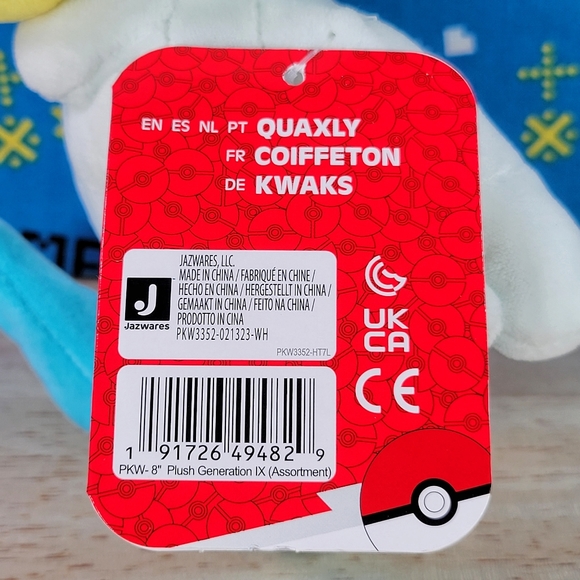 EN ES NL PT QUAXLY
FR COIFFETON
DE KWAKS
JAZWARES, LLC.
MADE IN CHINA / FABRIQUÉ EN CHINE /
HECHO EN CHINA / HERGESTELLT IN CHINA /
GEMAAKT IN CHINA / FEITO NA CHINA /
PRODOTTO IN CINA
PKW3352-021323-WH
J
Jazwares
PKW3352-HT7L
UK
CA
CE
1 91726 49482 9
PKW- 8" Plush Generation IX (Assortment)